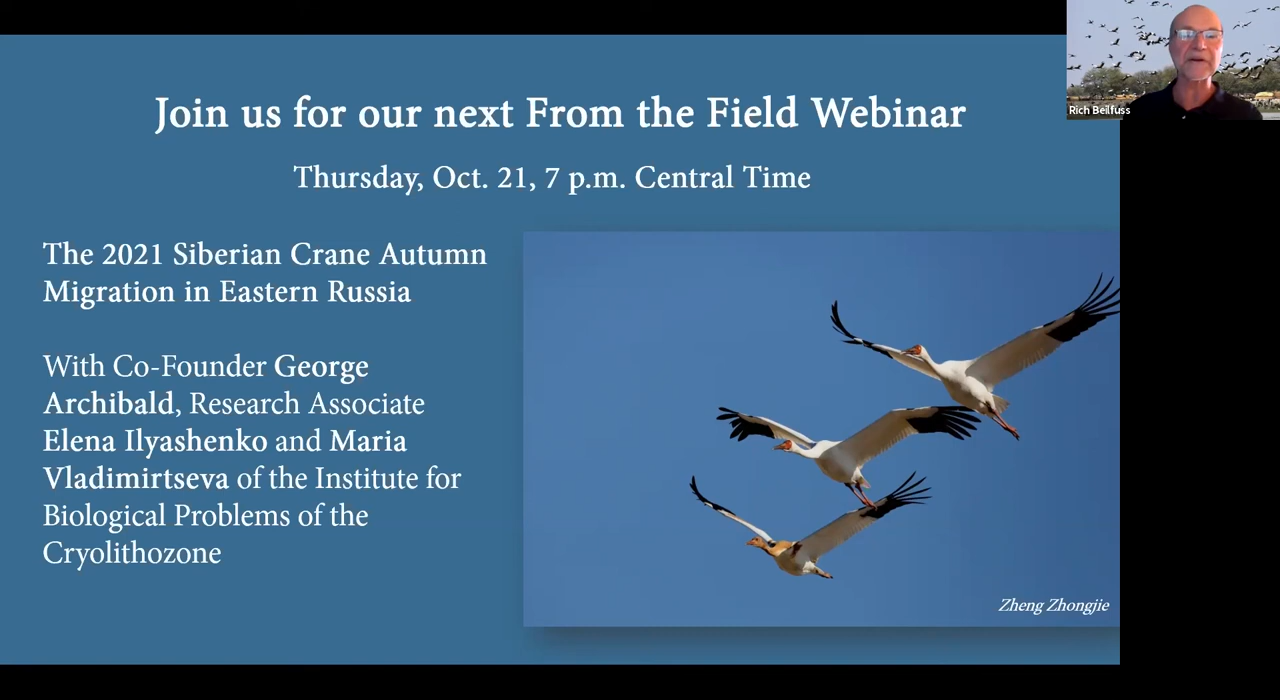 Join us for our next From the Field Webinar
Thursday, Oct. 21, 7 p.m. Central Time
The 2021 Siberian Crane Autumn
Migration in Eastern Russia
With Co-Founder George
Archibald, Research Associate
Elena Ilyashenko and Maria
Vladimirtseva of the Institute for
Biological Problems of the
Cryolithozone
Zheng Zhongjie
Rich Beilfuss